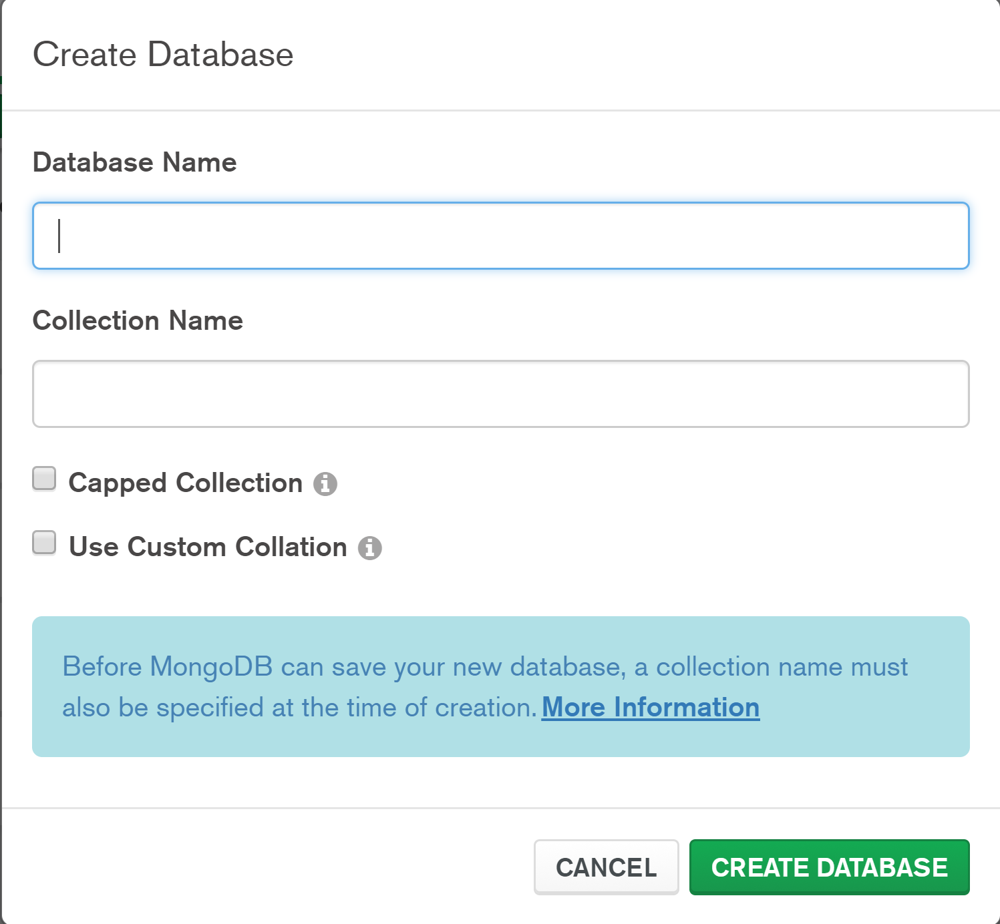 Create Database
Database Name
Collection Name
Capped Collection
Use Custom Collation
Before MongoDB can save your new database, a collection name must
also be specified at the time of creation. More Information
CANCEL
CREATE DATABASE